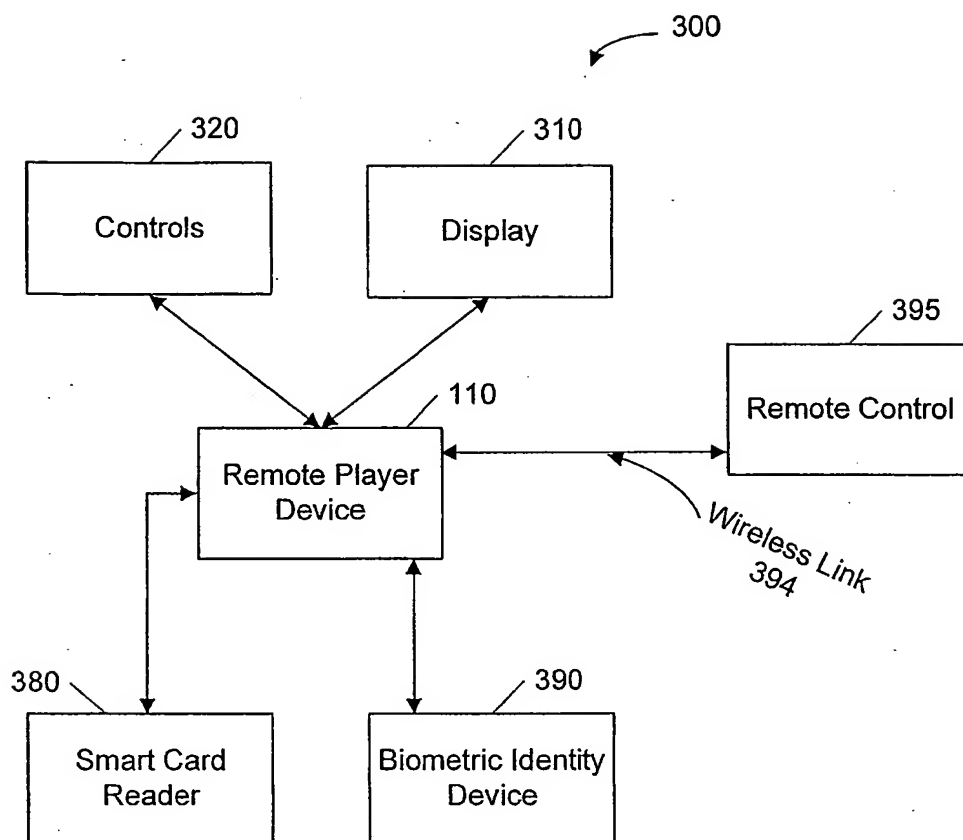 300
320
310
Controls
Display
395
Remote Control
110
Remote Player
Device
Wireless Link
394
380
390
Smart Card
Reader
Biometric Identity
Device